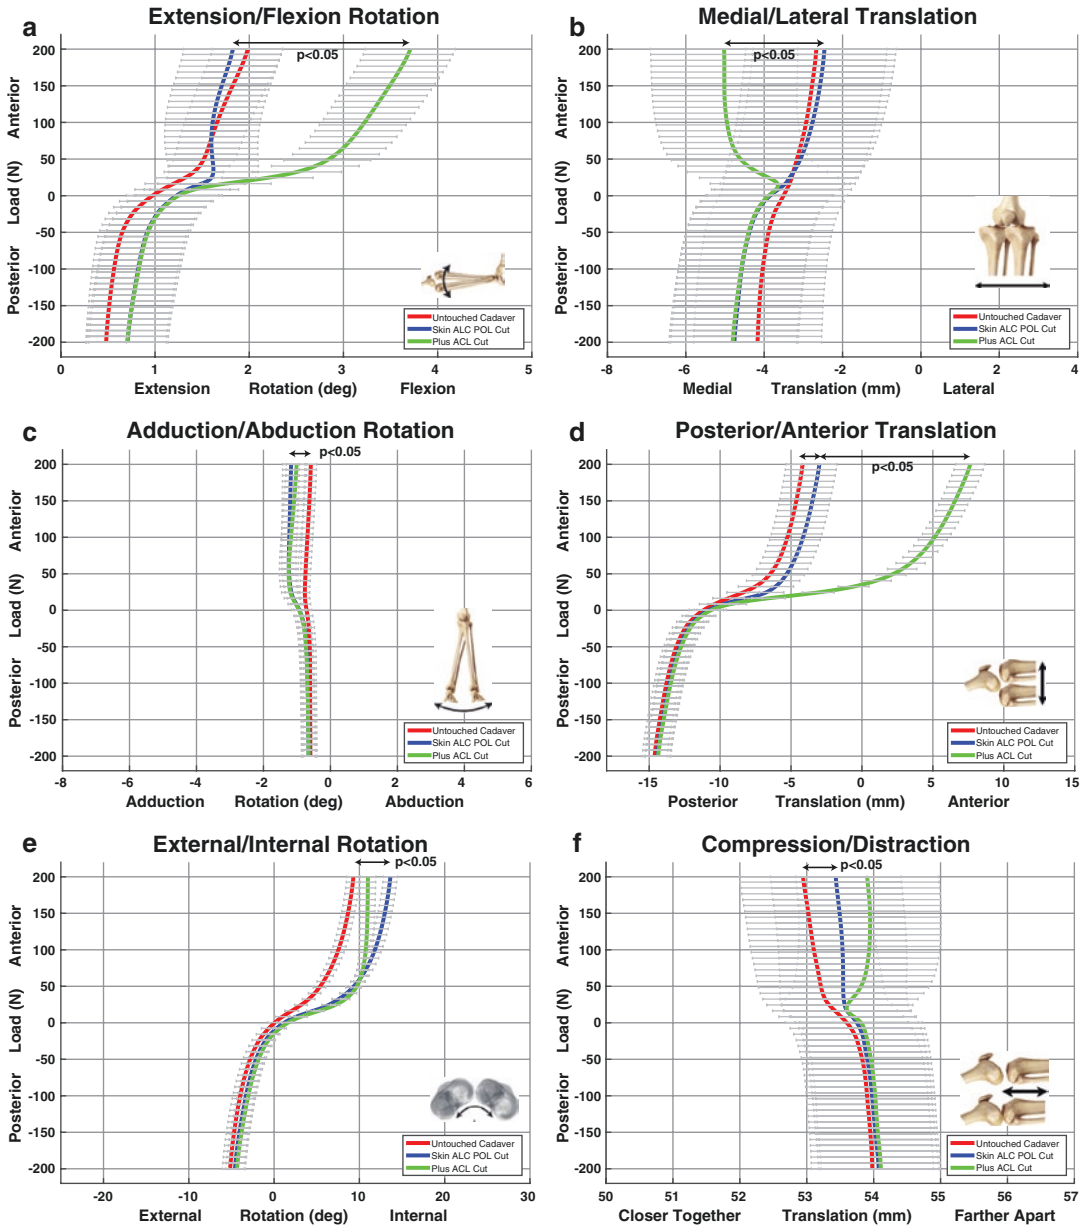 a
Extension/Flexion Rotation
p<0.05
200
150
100
50
0
-50
-100
-150
-200
Posterior Load (N) Anterior
Untouched Cadaver
Skin ALC POL Cut
Plus ACL Cut
0 1 2 3 4 5
Extension Rotation (deg) Flexion
b
Medial/Lateral Translation
p<0.05
200
150
100
50
0
-50
-100
-150
-200
Posterior Load (N) Anterior
Untouched Cadaver
Skin ALC POL Cut
Plus ACL Cut
-8 -6 -4 -2 0 2 4
Medial Translation (mm) Lateral
c
Adduction/Abduction Rotation
p<0.05
200
150
100
50
0
-50
-100
-150
-200
Posterior Load (N) Anterior
Untouched Cadaver
Skin ALC POL Cut
Plus ACL Cut
-8 -6 -4 -2 0 2 4 6
Adduction Rotation (deg) Abduction
d
Posterior/Anterior Translation
p<0.05
200
150
100
50
0
-50
-100
-150
-200
Posterior Load (N) Anterior
Untouched Cadaver
Skin ALC POL Cut
Plus ACL Cut
-15 -10 -5 0 5 10 15
Posterior Translation (mm) Anterior
e
External/Internal Rotation
p<0.05
200
150
100
50
0
-50
-100
-150
-200
Posterior Load (N) Anterior
Untouched Cadaver
Skin ALC POL Cut
Plus ACL Cut
-20 -10 0 10 20 30
External Rotation (deg) Internal
f
Compression/Distraction
p<0.05
200
150
100
50
0
-50
-100
-150
-200
Posterior Load (N) Anterior
Untouched Cadaver
Skin ALC POL Cut
Plus ACL Cut
50 51 52 53 54 55 56 57
Closer Together Translation (mm) Farther Apart